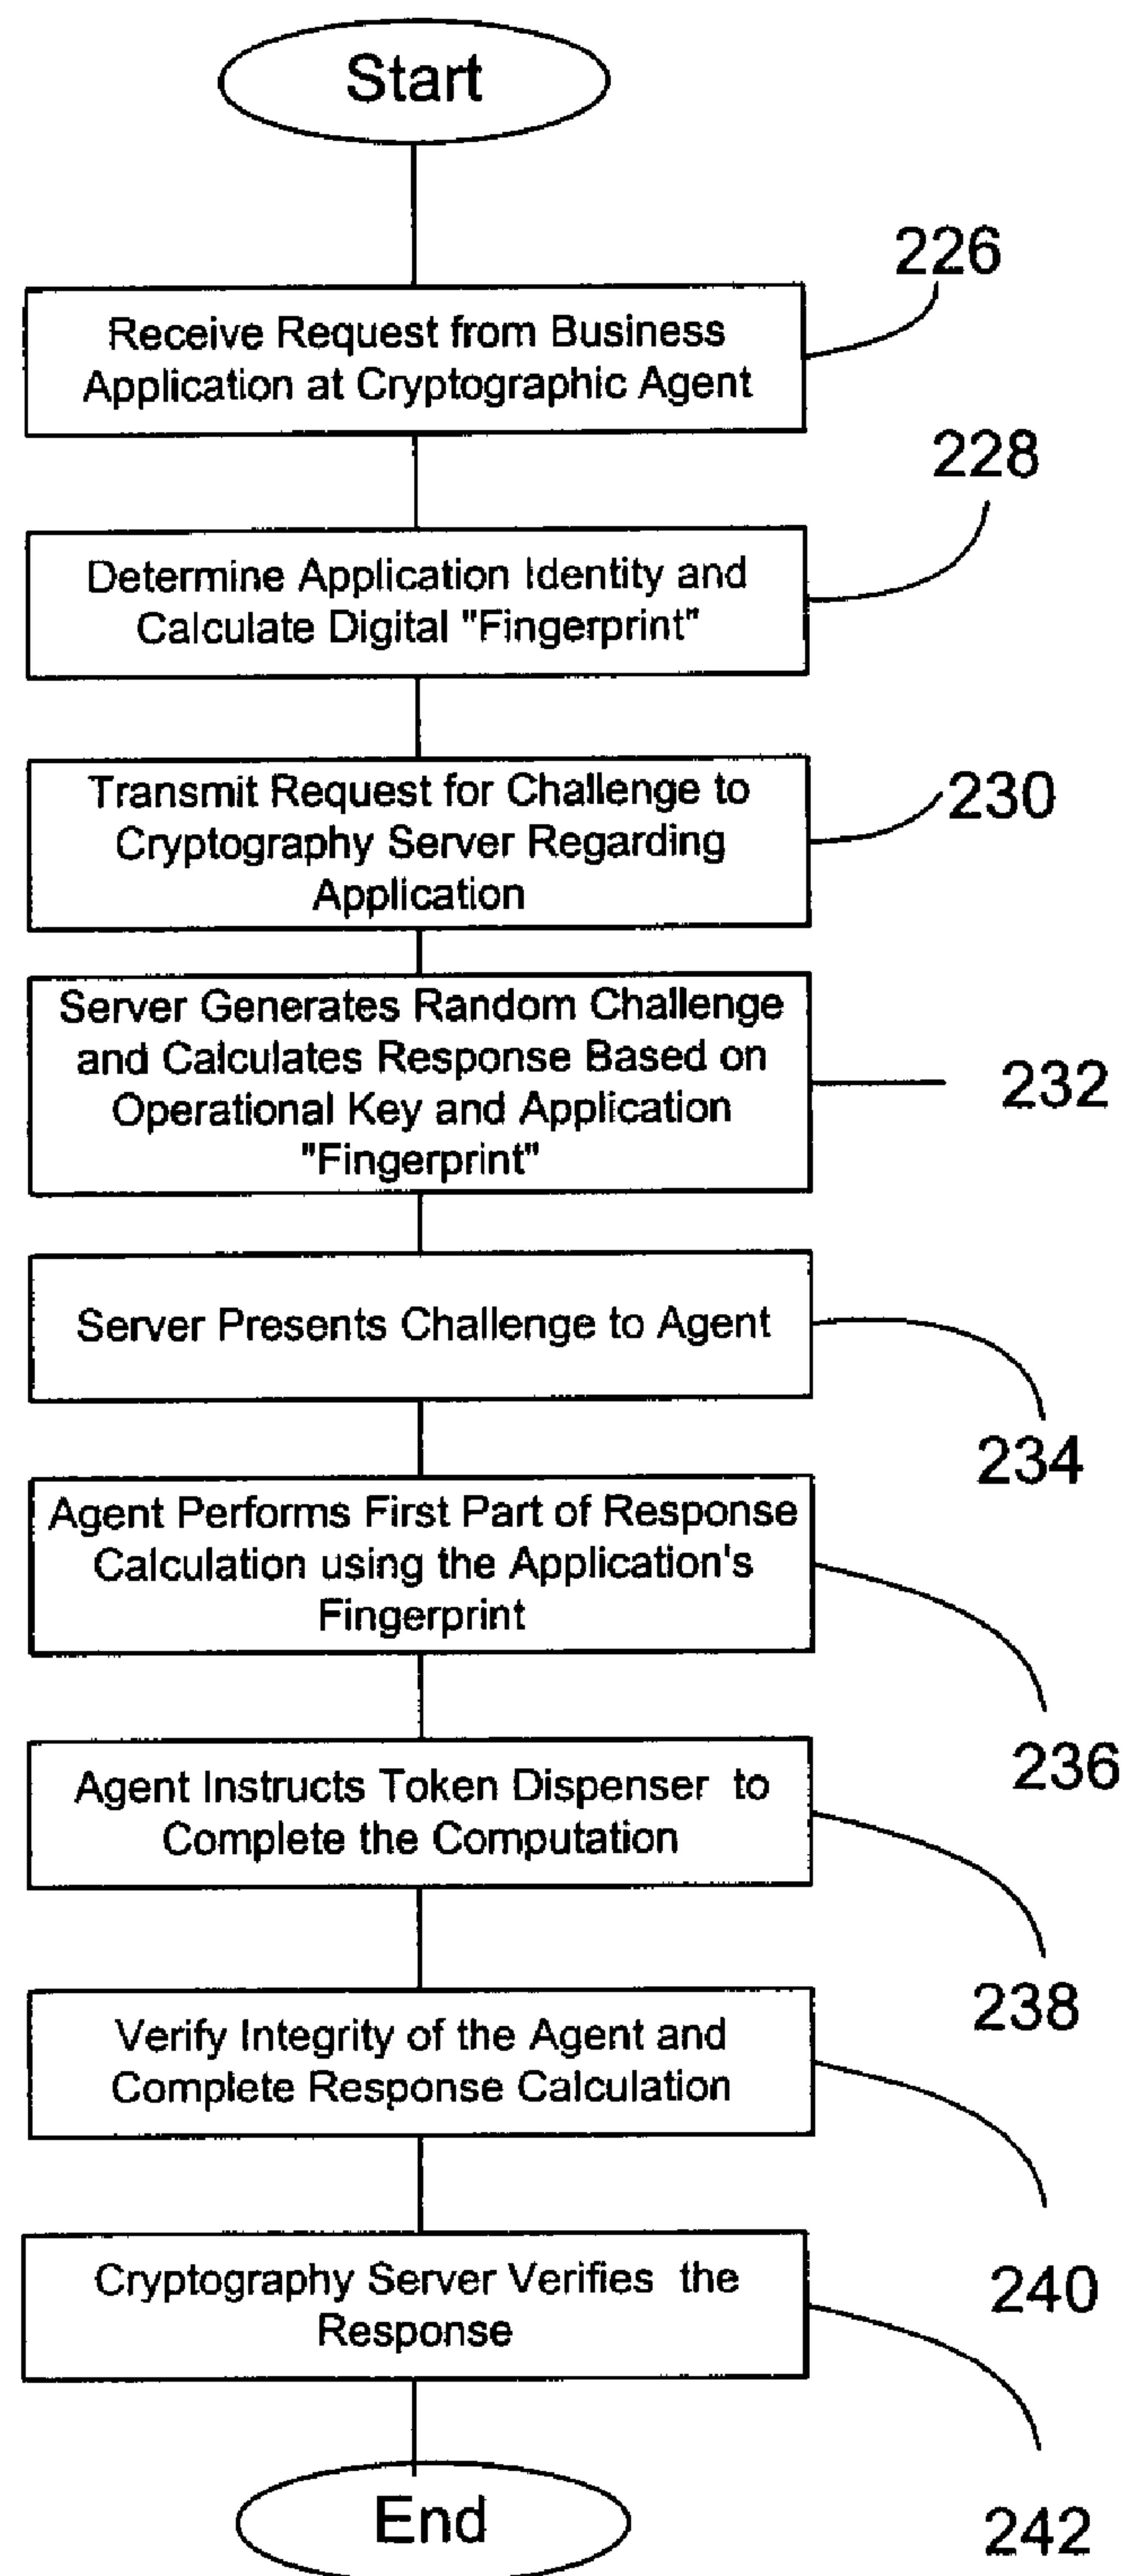 Start
226
Receive Request from Business
Application at Cryptographic Agent
228
Determine Application Identity and
Calculate Digital "Fingerprint"
230
Transmit Request for Challenge to
Cryptography Server Regarding
Application
232
Server Generates Random Challenge
and Calculates Response Based on
Operational Key and Application
"Fingerprint"
Server Presents Challenge to Agent
234
Agent Performs First Part of Response
Calculation using the Application's
Fingerprint
236
Agent Instructs Token Dispenser to
Complete the Computation
238
Verify Integrity of the Agent and
Complete Response Calculation
240
Cryptography Server Verifies the
Response
242
End